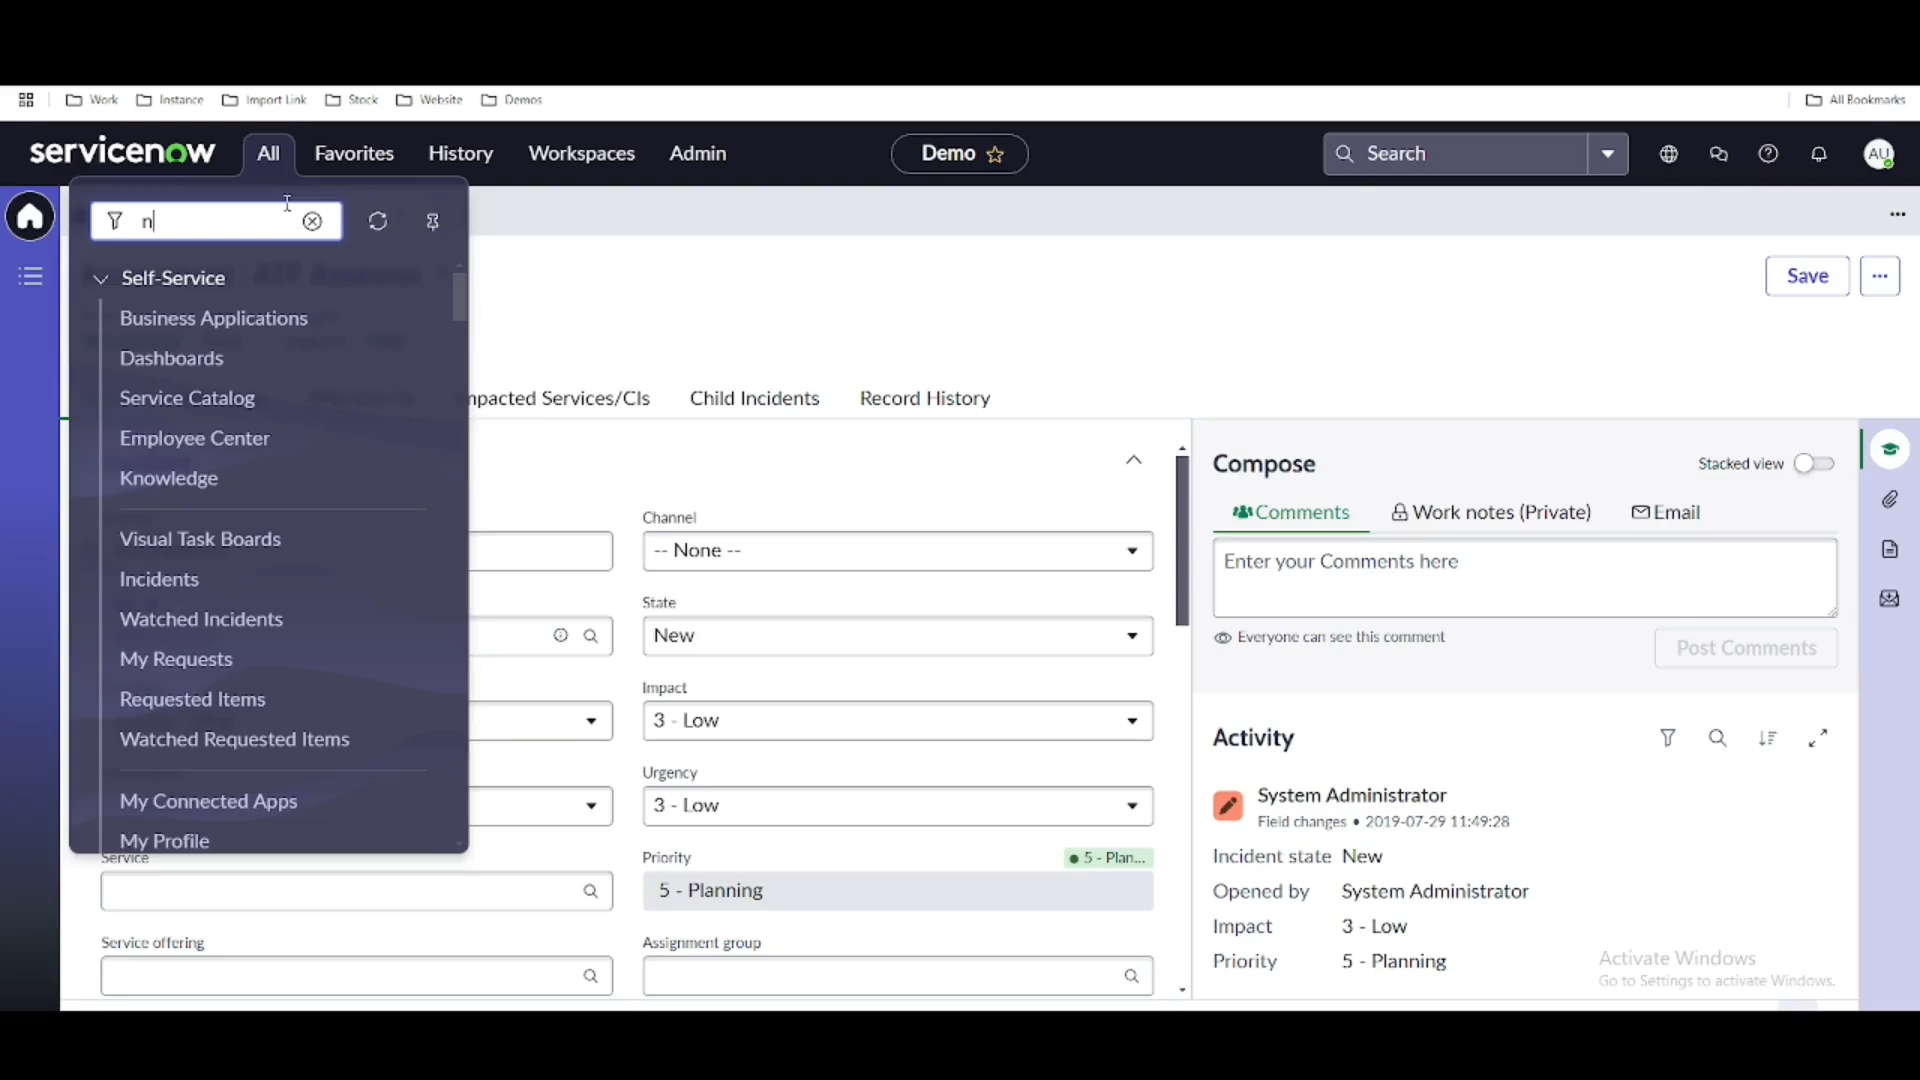 Work
Instance
Import Link
Stock
Website
Demos
All Bookmarks
servicenow
All
Favorites
History
Workspaces
Admin
Demo
Search
AU
n
Self-Service
Business Applications
Dashboards
Service Catalog
Employee Center
Knowledge
Visual Task Boards
Incidents
Watched Incidents
My Requests
Requested Items
Watched Requested Items
My Connected Apps
My Profile
Save
mpacted Services/CIs
Child Incidents
Record History
Channel
-- None --
State
New
Impact
3 - Low
Urgency
3 - Low
Service
Priority
5 - Plan...
5 - Planning
Service offering
Assignment group
Compose
Stacked view
Comments
Work notes (Private)
Email
Enter your Comments here
Everyone can see this comment
Post Comments
Activity
System Administrator
Field changes • 2019-07-29 11:49:28
Incident state New
Opened by System Administrator
Impact 3 - Low
Priority 5 - Planning
Activate Windows
Go to Settings to activate Windows.